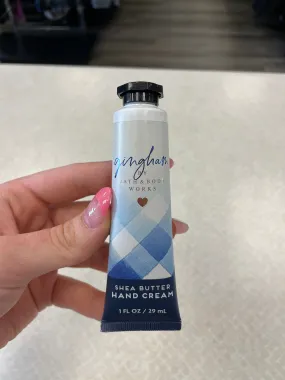 gingham
BATH & BODY
WORKS
SHEA BUTTER
HAND CREAM
1 FL OZ / 29 mL